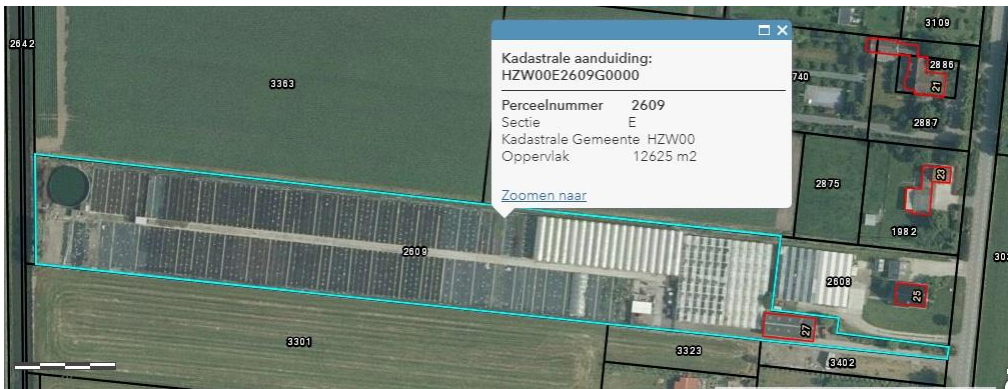 3109
2642
Kadastrale aanduiding:
HZW00E2609G0000
2886
3363
740
21
Perceelnummer 2609
Sectie E
Kadastrale Gemeente HZW00
Oppervlak 12625 m2
2887
23
2875
Zoomen naar
1982
2609
2608
25
27
3301
3323
3402